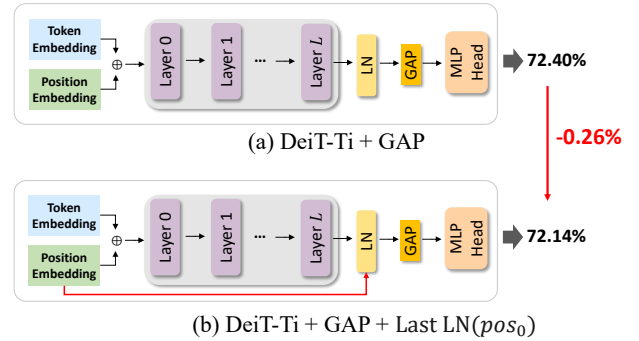 Token
Embedding
Position
Embedding
⊕
Layer 0
Layer 1
···
Layer L
LN
GAP
MLP
Head
72.40%
(a) DeiT-Ti + GAP
-0.26%
Token
Embedding
Position
Embedding
⊕
Layer 0
Layer 1
···
Layer L
LN
GAP
MLP
Head
72.14%
(b) DeiT-Ti + GAP + Last LN(pos₀)